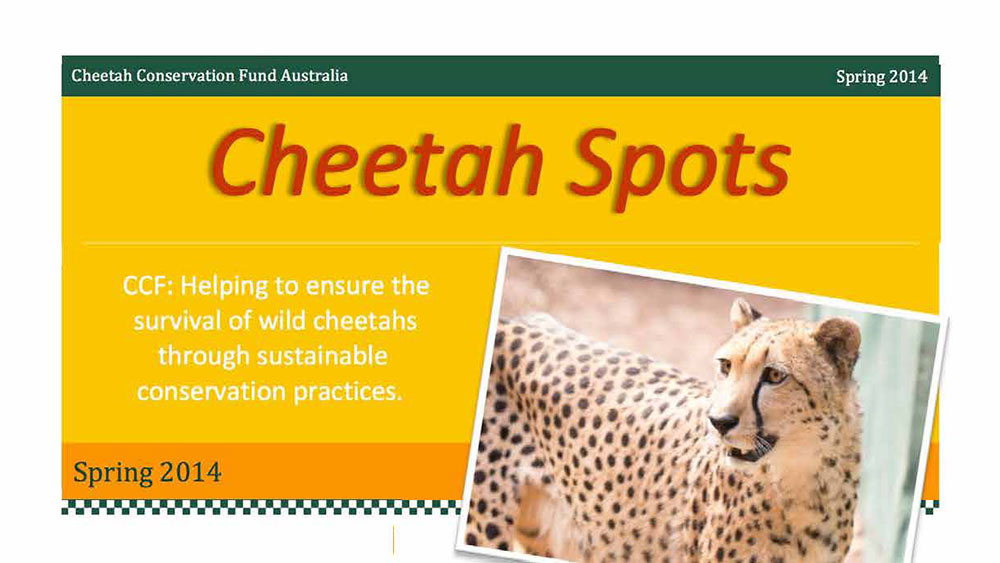 Cheetah Conservation Fund Australia
Spring 2014
Cheetah Spots
CCF: Helping to ensure the
survival of wild cheetahs
through sustainable
conservation practices.
Spring 2014